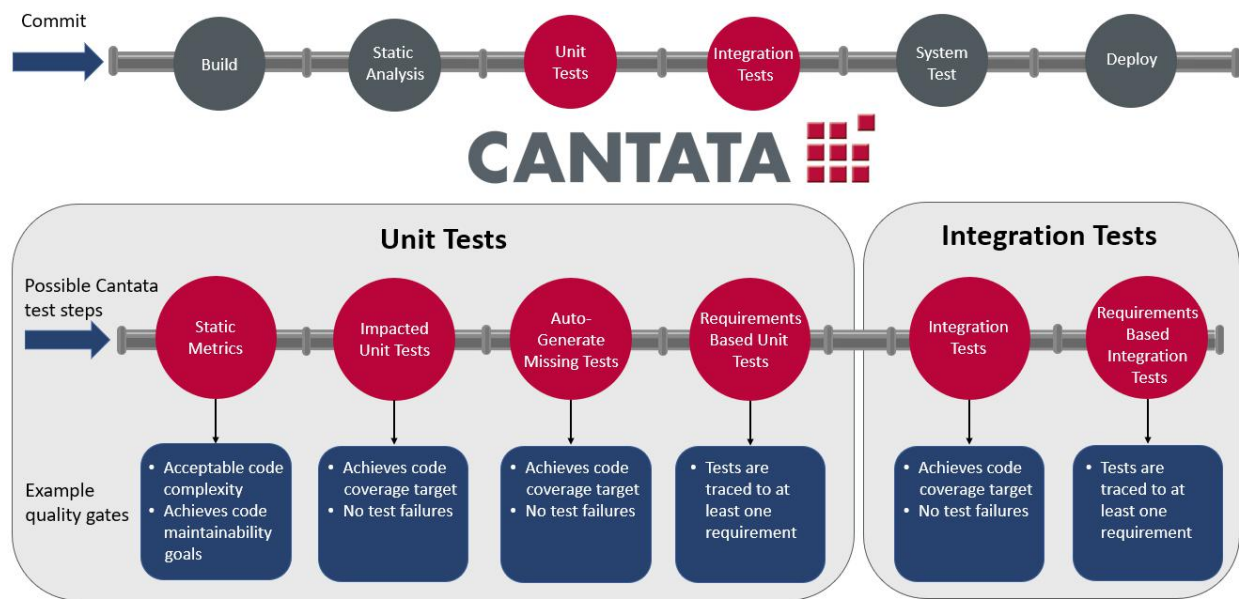 Commit
Build
Static
Analysis
Unit
Tests
Integration
Tests
System
Test
Deploy
CANTATA
Unit Tests
Integration Tests
Possible Cantata
test steps
Static
Metrics
Impacted
Unit Tests
Auto-
Generate
Missing Tests
Requirements
Based Unit
Tests
Integration
Tests
Requirements
Based
Integration
Tests
Example
quality gates
• Acceptable code
complexity
• Achieves code
maintainability
goals
• Achieves code
coverage target
• No test failures
• Achieves code
coverage target
• No test failures
• Tests are
traced to at
least one
requirement
• Achieves code
coverage target
• No test failures
• Tests are
traced to at
least one
requirement